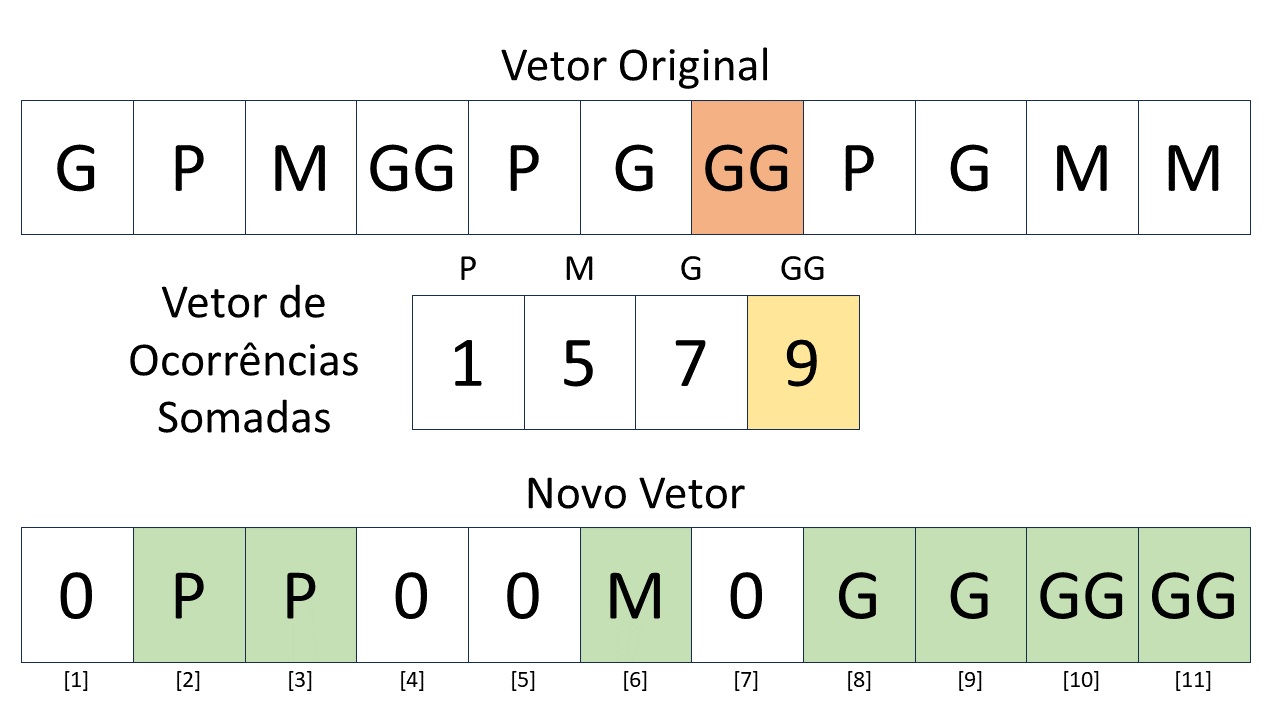 Vetor Original
G P M GG P G GG P G M M
P M G GG
Vetor de
Ocorrências
Somadas
1 5 7 9
Novo Vetor
0 P P 0 0 M 0 G G GG GG
[1] [2] [3] [4] [5] [6] [7] [8] [9] [10] [11]